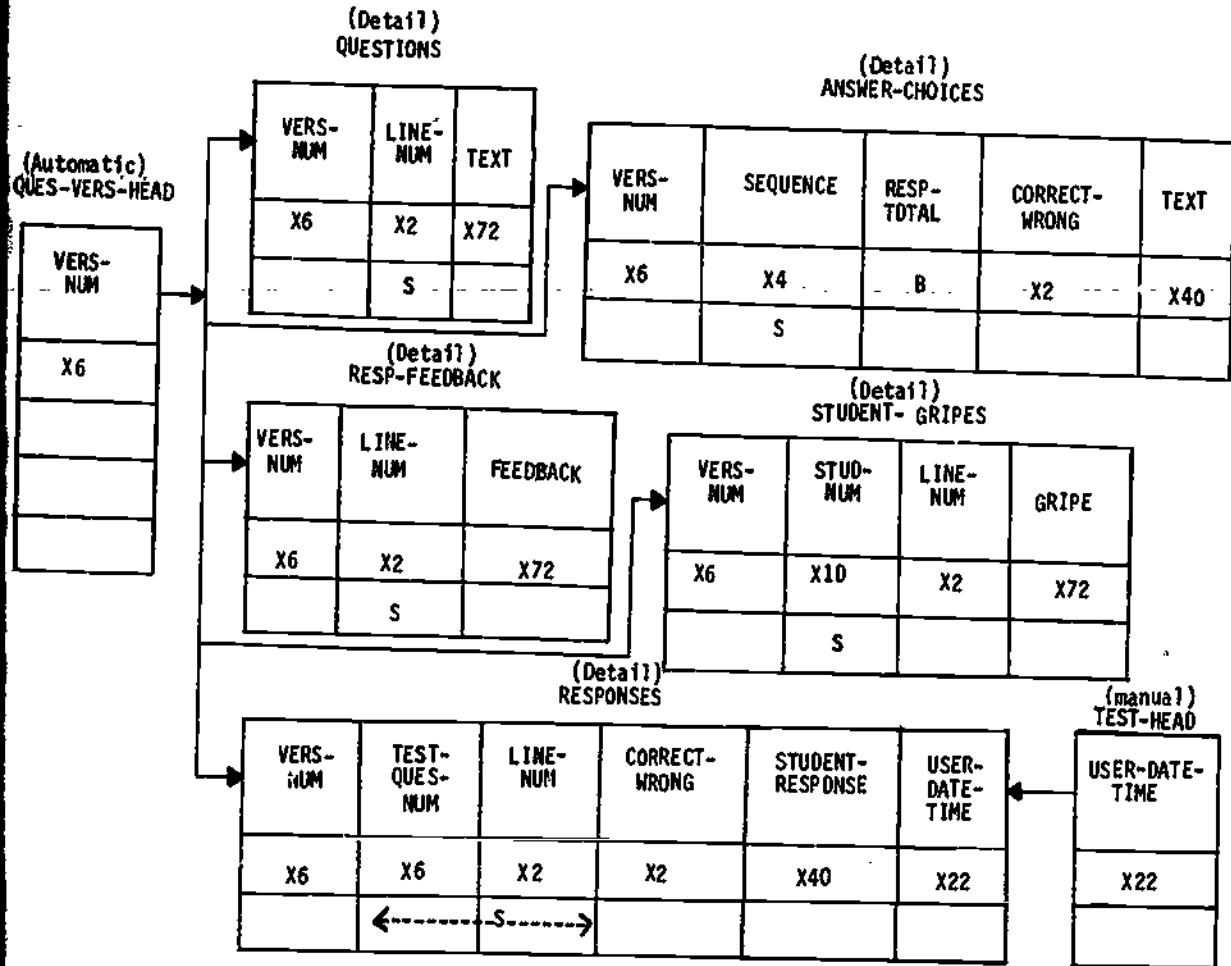 (Detail)
QUESTIONS
VERS-
NUM
LINE-
NUM
TEXT
X6
X2
X72
S
(Detail)
ANSWER-CHOICES
VERS-
NUM
SEQUENCE
RESP-
TOTAL
CORRECT-
WRONG
TEXT
X6
X4
B
X2
X40
S
(Automatic)
QUES-VERS-HEAD
VERS-
NUM
X6
(Detail)
RESP-FEEDBACK
VERS-
NUM
LINE-
NUM
FEEDBACK
X6
X2
X72
S
(Detail)
STUDENT- GRIPES
VERS-
NUM
STUD-
NUM
LINE-
NUM
GRIPE
X6
X10
X2
X72
S
(Detail)
RESPONSES
VERS-
NUM
TEST-
QUES-
NUM
LINE-
NUM
CORRECT-
WRONG
STUDENT-
RESPONSE
USER-
DATE-
TIME
X6
X6
X2
X2
X40
X22
S
(manual)
TEST-HEAD
USER-DATE-
TIME
X22